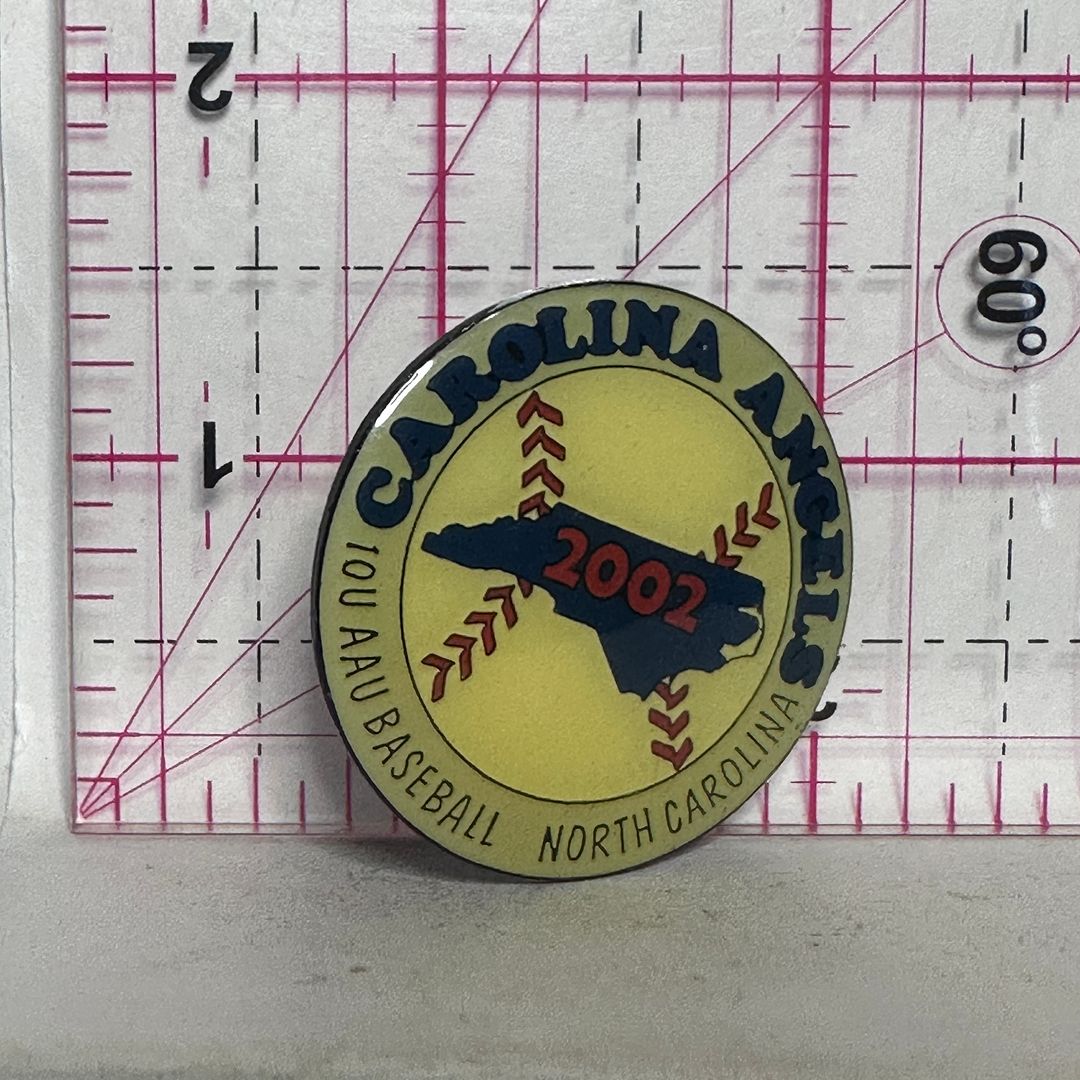 2
60°
1
CAROLINA ANGELS
2002
10U AAU BASEBALL
NORTH CAROLINA